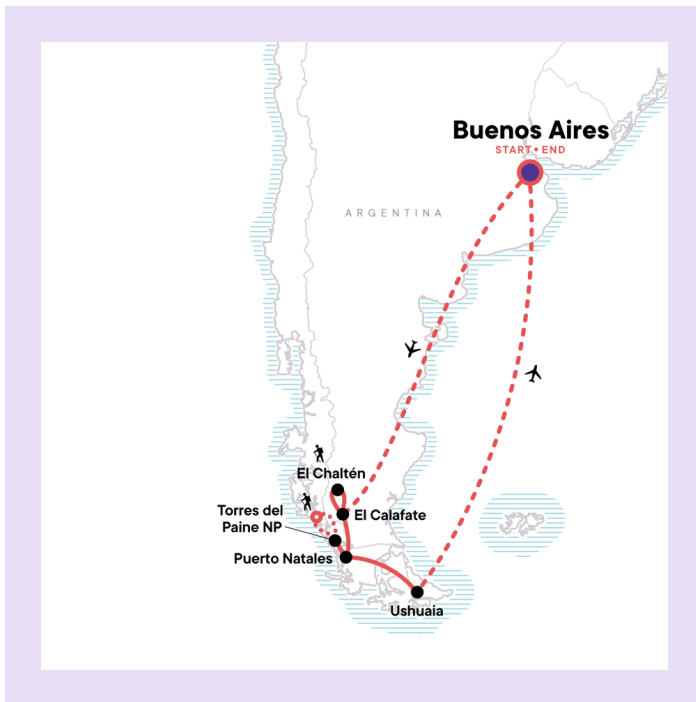 Buenos Aires
START • END
ARGENTINA
El Chaltén
Torres del
Paine NP
El Calafate
Puerto Natales
Ushuaia